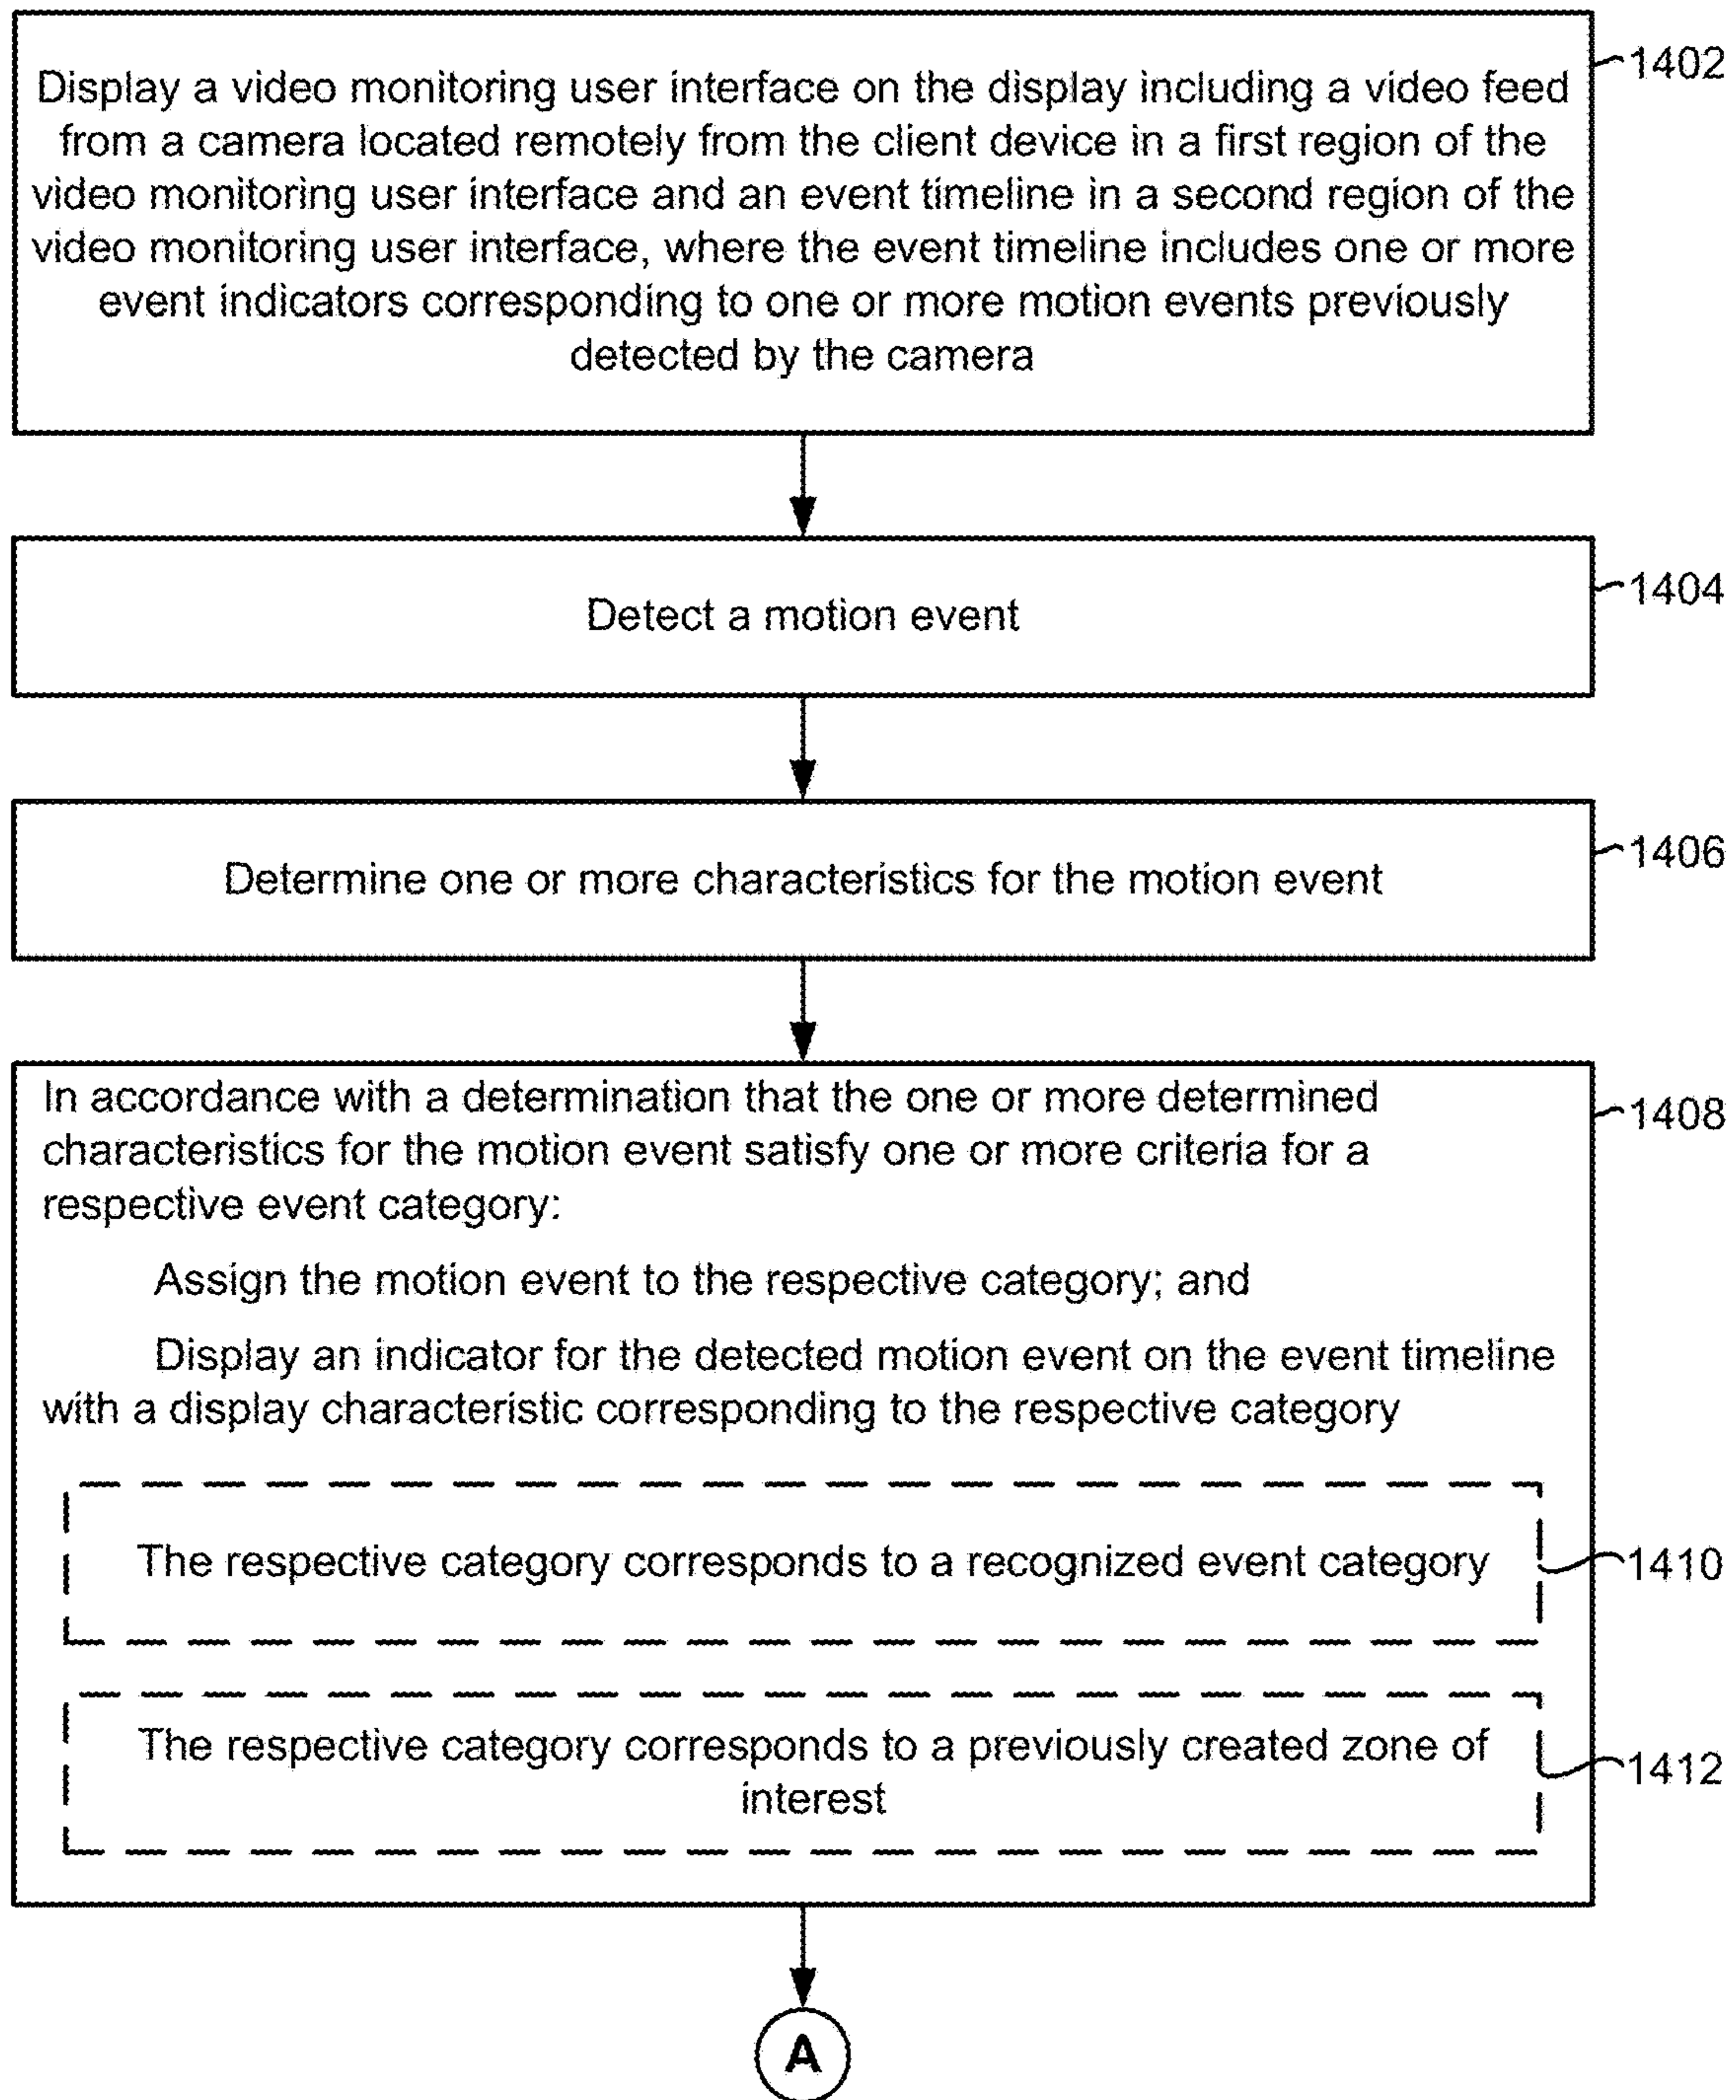 Display a video monitoring user interface on the display including a video feed
from a camera located remotely from the client device in a first region of the
video monitoring user interface and an event timeline in a second region of the
video monitoring user interface, where the event timeline includes one or more
event indicators corresponding to one or more motion events previously
detected by the camera
1402
Detect a motion event
1404
Determine one or more characteristics for the motion event
1406
In accordance with a determination that the one or more determined
characteristics for the motion event satisfy one or more criteria for a
respective event category:
Assign the motion event to the respective category; and
Display an indicator for the detected motion event on the event timeline
with a display characteristic corresponding to the respective category
1408
The respective category corresponds to a recognized event category
1410
The respective category corresponds to a previously created zone of
interest
1412
A